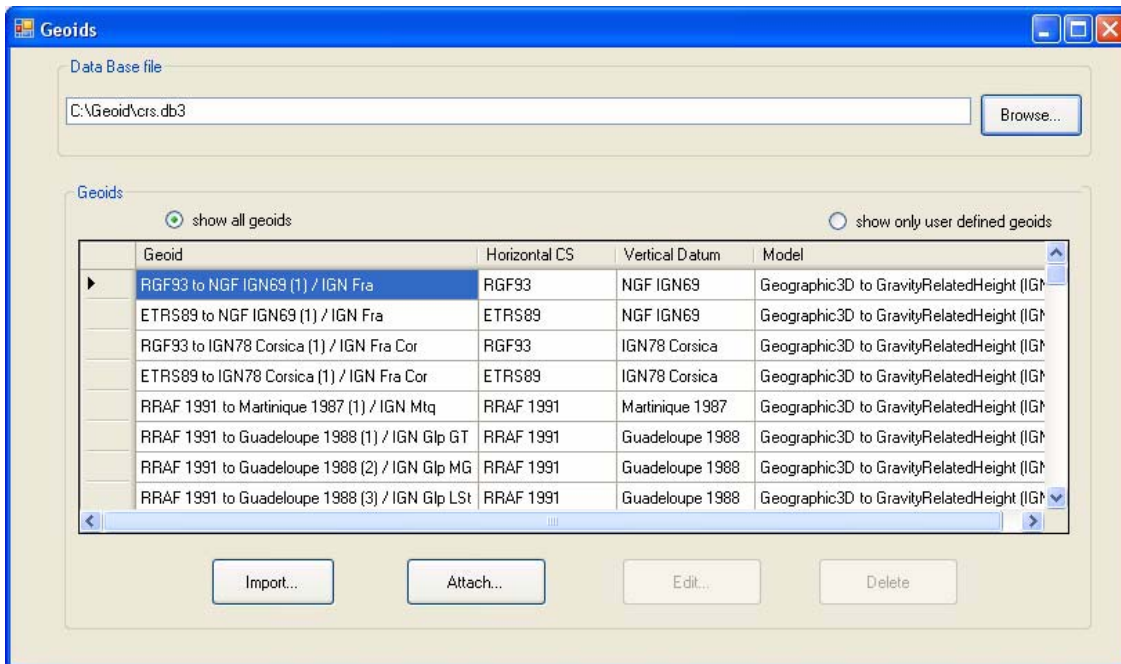 Geoids
Data Base file
C:\Geoid\crs.db3 Browse...
Geoids
show all geoids show only user defined geoids
Geoid Horizontal CS Vertical Datum Model
RGF93 to NGF IGN69 (1) / IGN Fra RGF93 NGF IGN69 Geographic3D to GravityRelatedHeight (IGN
ETRS89 to NGF IGN69 (1) / IGN Fra ETRS89 NGF IGN69 Geographic3D to GravityRelatedHeight (IGN
RGF93 to IGN78 Corsica (1) / IGN Fra Cor RGF93 IGN78 Corsica Geographic3D to GravityRelatedHeight (IGN
ETRS89 to IGN78 Corsica (1) / IGN Fra Cor ETRS89 IGN78 Corsica Geographic3D to GravityRelatedHeight (IGN
RRAF 1991 to Martinique 1987 (1) / IGN Mtq RRAF 1991 Martinique 1987 Geographic3D to GravityRelatedHeight (IGN
RRAF 1991 to Guadeloupe 1988 (1) / IGN Glp GT RRAF 1991 Guadeloupe 1988 Geographic3D to GravityRelatedHeight (IGN
RRAF 1991 to Guadeloupe 1988 (2) / IGN Glp MG RRAF 1991 Guadeloupe 1988 Geographic3D to GravityRelatedHeight (IGN
RRAF 1991 to Guadeloupe 1988 (3) / IGN Glp LSt RRAF 1991 Guadeloupe 1988 Geographic3D to GravityRelatedHeight (IGN
Import... Attach... Edit... Delete